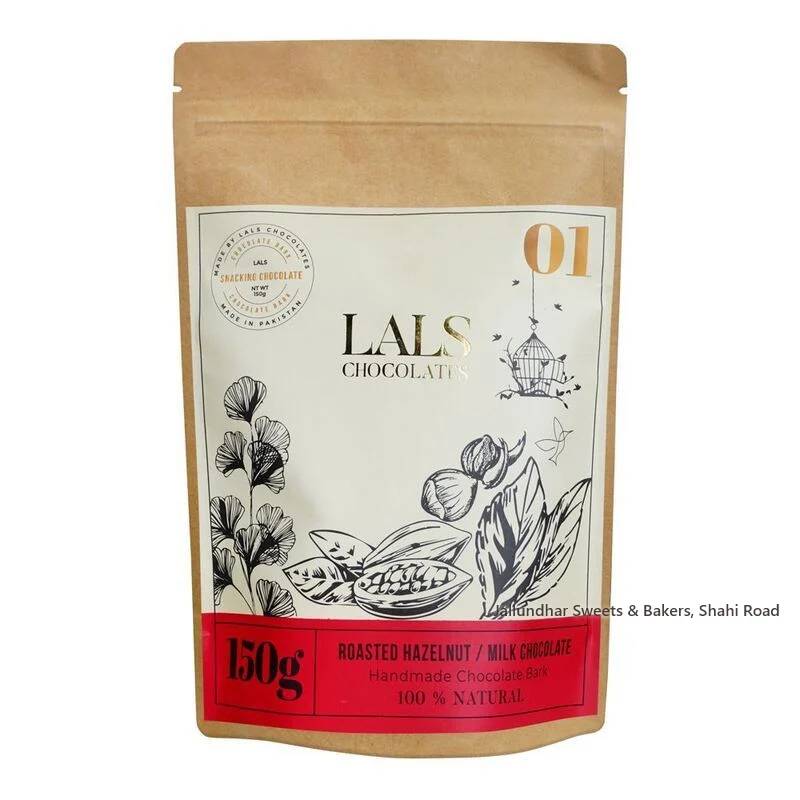 MADE BY LALS CHOCOLATES
CHOCOLATE BARK
LALS
SNACKING CHOCOLATE
NT WT
150g
CHOCOLATE BARK
MADE IN PAKISTAN
01
LALS
CHOCOLATES
Jallundhar Sweets & Bakers, Shahi Road
150g
ROASTED HAZELNUT / MILK CHOCOLATE
Handmade Chocolate Bark
100 % NATURAL